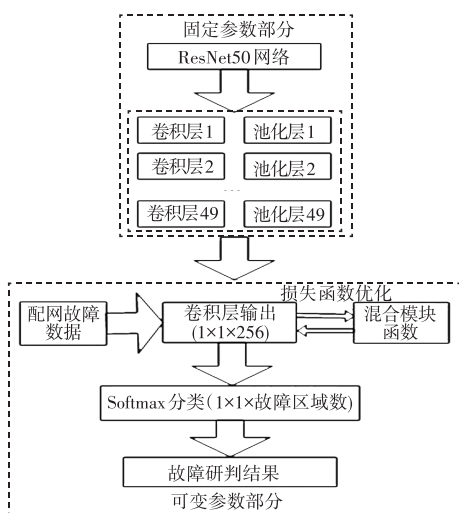 固定参数部分
ResNet50网络
卷积层1 池化层1
卷积层2 池化层2
...
卷积层49 池化层49
损失函数优化
配网故障
数据
卷积层输出
(1×1×256)
混合模块
函数
Softmax分类(1×1×故障区域数)
故障研判结果
可变参数部分